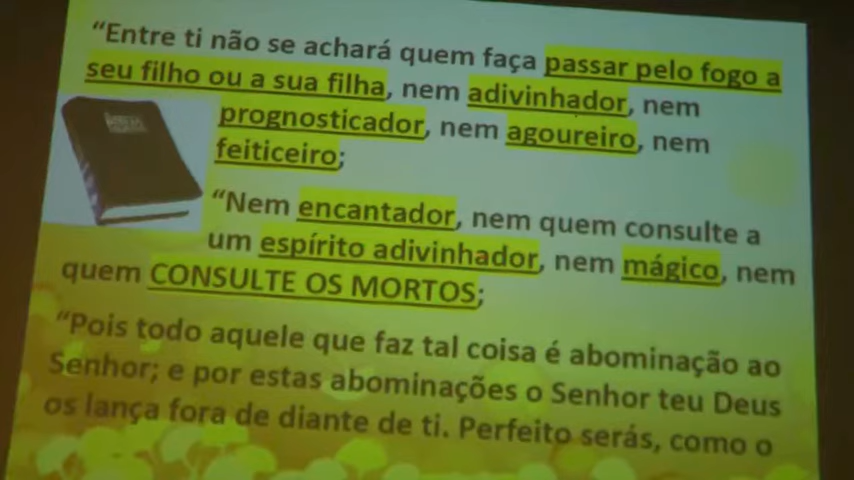 “Entre ti não se achará quem faça passar pelo fogo a
seu filho ou a sua filha, nem adivinhador, nem
prognosticador, nem agoureiro, nem
feiticeiro;
“Nem encantador, nem quem consulte a
um espírito adivinhador, nem mágico, nem
quem CONSULTE OS MORTOS;
“Pois todo aquele que faz tal coisa é abominação ao
Senhor; e por estas abominações o Senhor teu Deus
os lança fora de diante de ti. Perfeito serás, como o